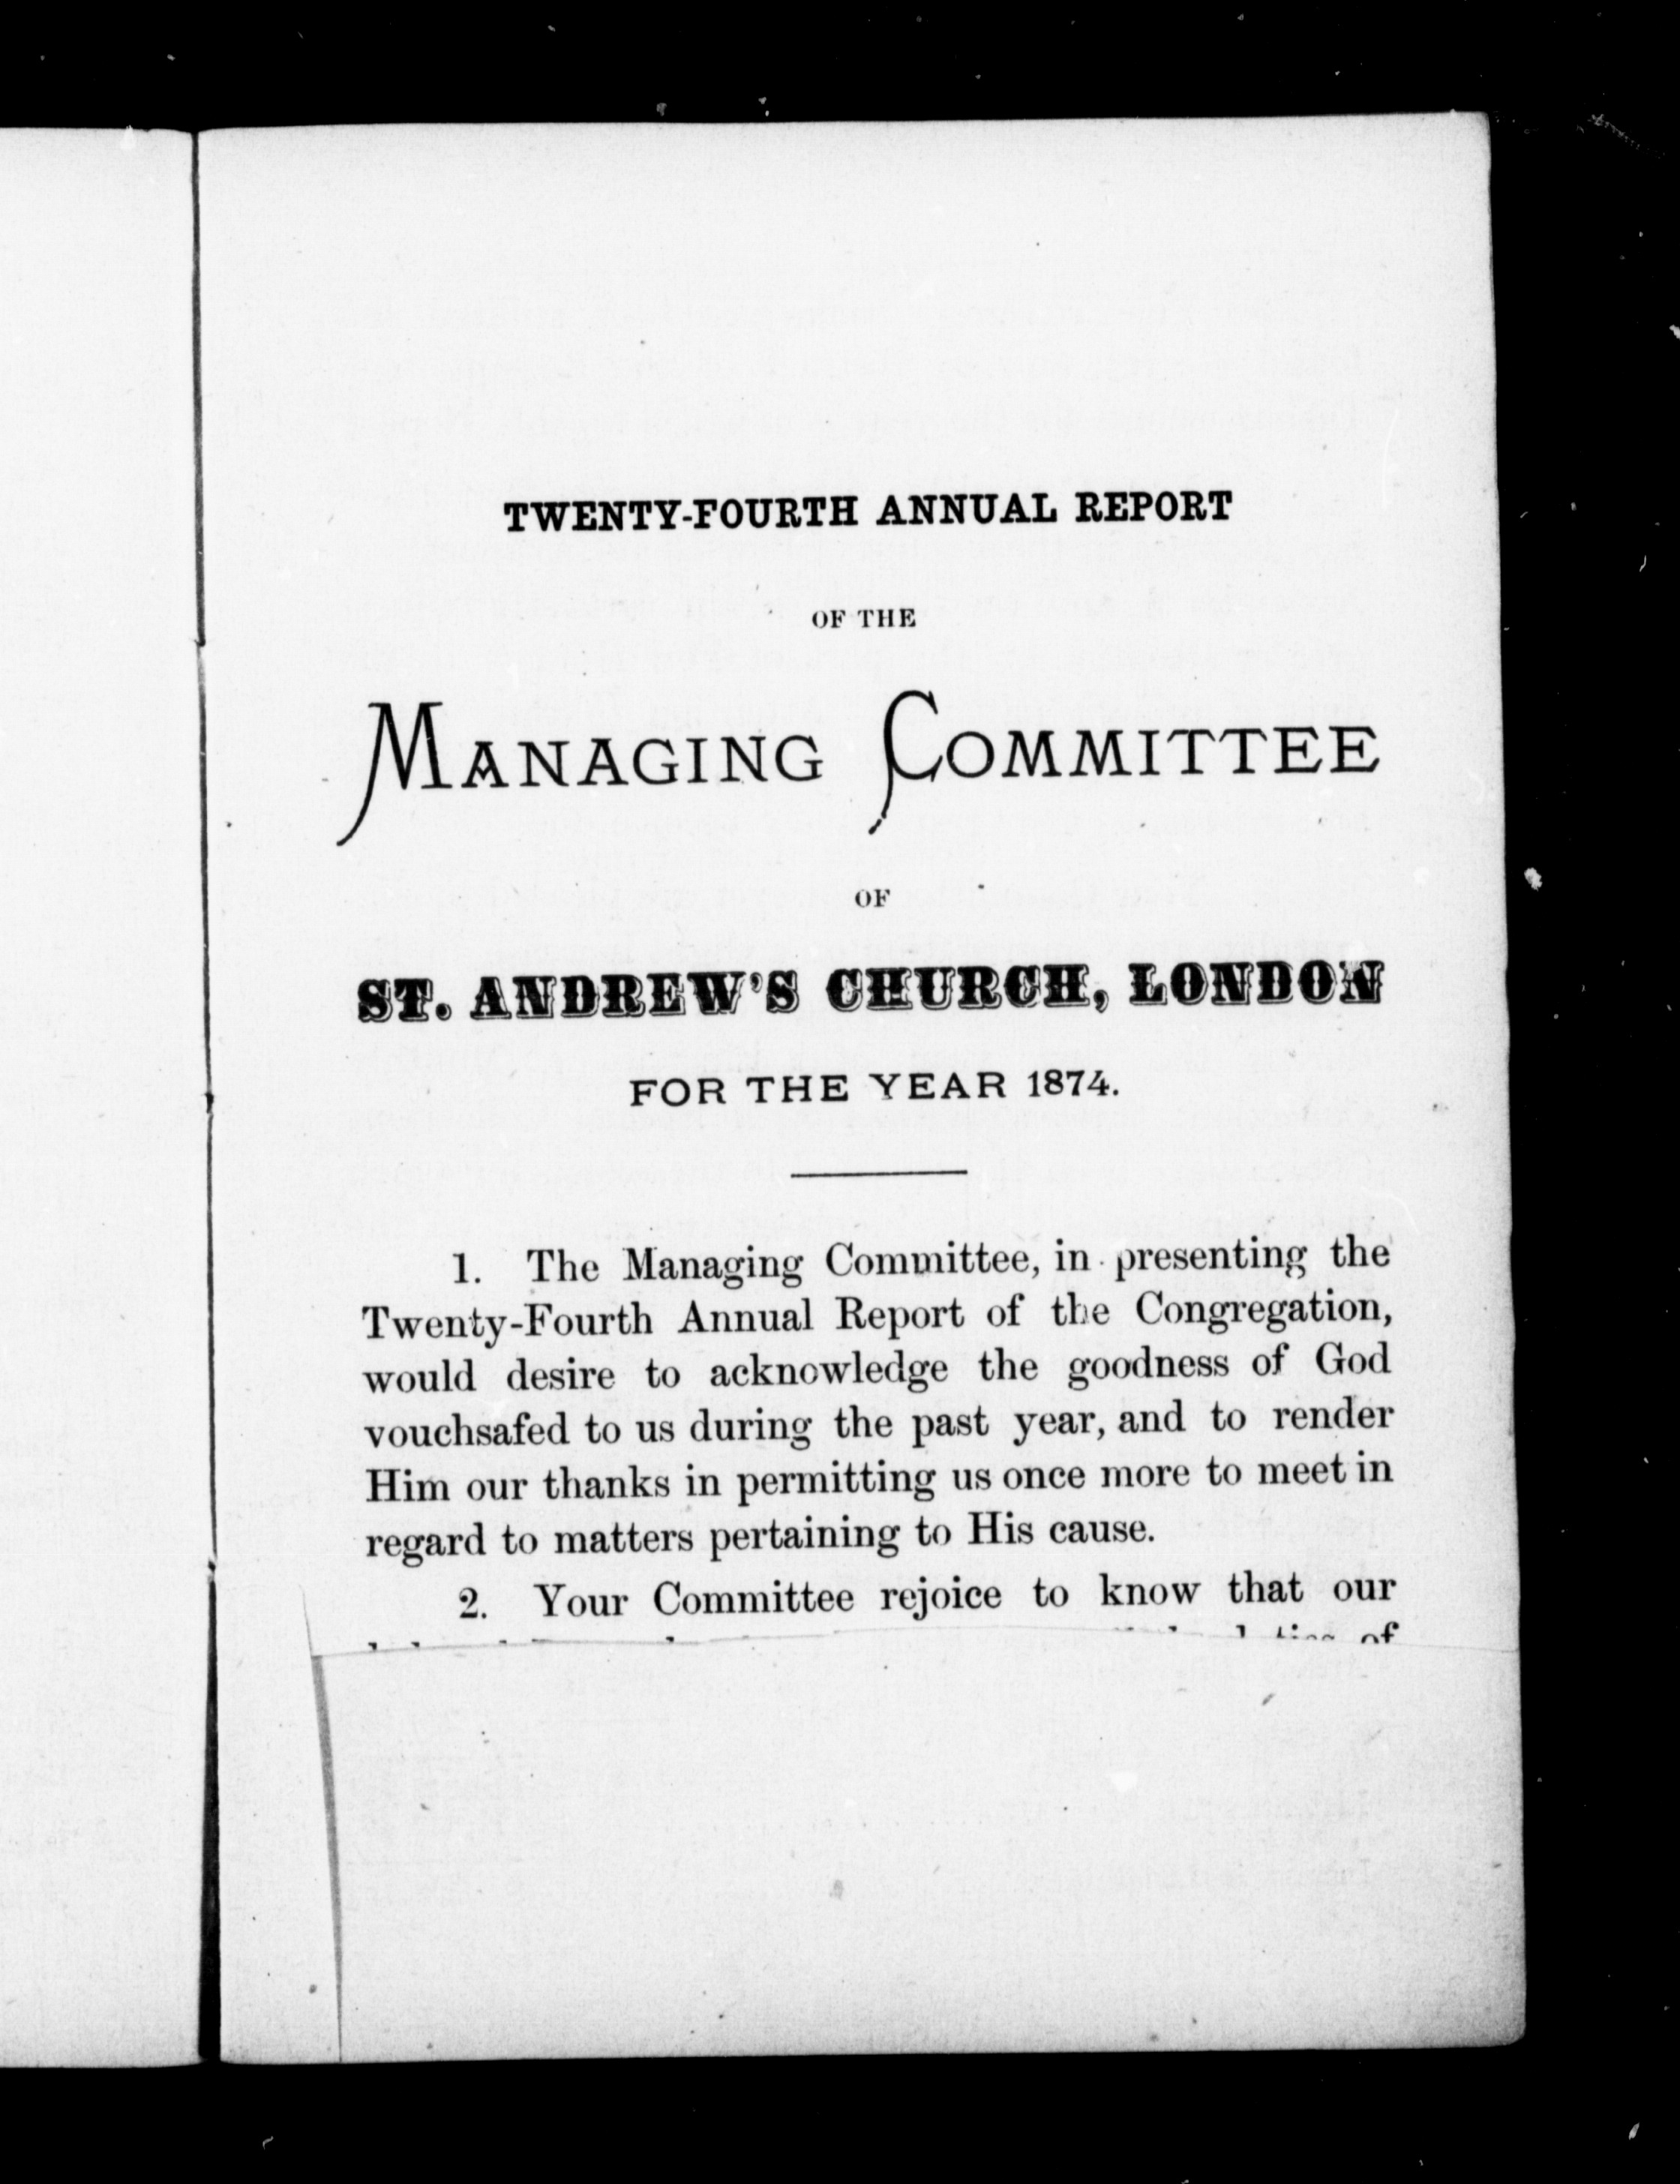 TWENTY-FOURTH ANNUAL REPORT
OF THE
MANAGING COMMITTEE
OF
ST. ANDREW'S CHURCH, LONDON
FOR THE YEAR 1874.
1. The Managing Committee, in presenting the
Twenty-Fourth Annual Report of the Congregation,
would desire to acknowledge the goodness of God
vouchsafed to us during the past year, and to render
Him our thanks in permitting us once more to meet in
regard to matters pertaining to His cause.
2. Your Committee rejoice to know that our
of